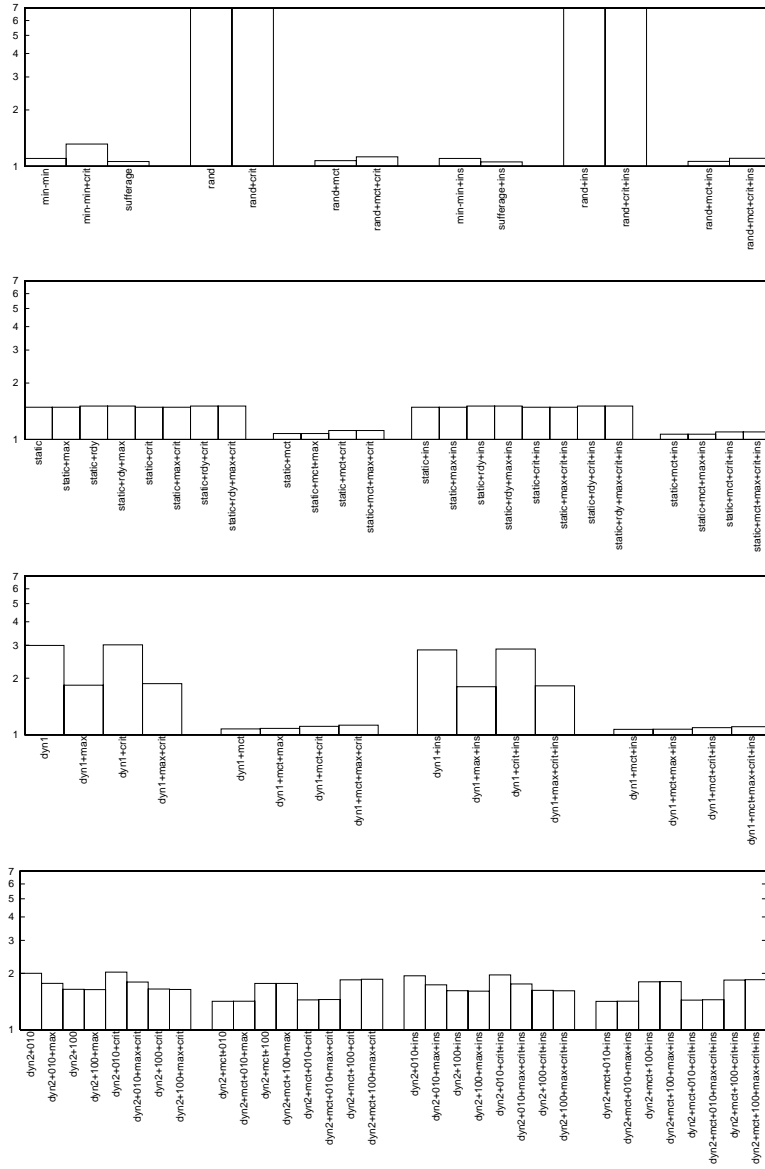 7
6
5
4
3
2
1
min-min
min-min+crit
sufferage
rand
rand+crit
rand+mct
rand+mct+crit
min-min+ins
sufferage+ins
rand+ins
rand+crit+ins
rand+mct+ins
rand+mct+crit+ins
7
6
5
4
3
2
1
static
static+max
static+rdy
static+rdy+max
static+crit
static+max+crit
static+rdy+crit
static+rdy+max+crit
static+mct
static+mct+max
static+mct+crit
static+mct+max+crit
static+ins
static+max+ins
static+rdy+ins
static+rdy+max+ins
static+crit+ins
static+max+crit+ins
static+rdy+crit+ins
static+rdy+max+crit+ins
static+mct+ins
static+mct+max+ins
static+mct+crit+ins
static+mct+max+crit+ins
7
6
5
4
3
2
1
dyn1
dyn1+max
dyn1+crit
dyn1+max+crit
dyn1+mct
dyn1+mct+max
dyn1+mct+crit
dyn1+mct+max+crit
dyn1+ins
dyn1+max+ins
dyn1+crit+ins
dyn1+max+crit+ins
dyn1+mct+ins
dyn1+mct+max+ins
dyn1+mct+crit+ins
dyn1+mct+max+crit+ins
7
6
5
4
3
2
1
dyn2+010
dyn2+010+max
dyn2+100
dyn2+100+max
dyn2+010+crit
dyn2+010+max+crit
dyn2+100+crit
dyn2+100+max+crit
dyn2+mct+010
dyn2+mct+010+max
dyn2+mct+100
dyn2+mct+100+max
dyn2+mct+010+crit
dyn2+mct+010+max+crit
dyn2+mct+100+crit
dyn2+mct+100+max+crit
dyn2+010+ins
dyn2+010+max+ins
dyn2+100+ins
dyn2+100+max+ins
dyn2+010+crit+ins
dyn2+010+max+crit+ins
dyn2+100+crit+ins
dyn2+100+max+crit+ins
dyn2+mct+010+ins
dyn2+mct+010+max+ins
dyn2+mct+100+ins
dyn2+mct+100+max+ins
dyn2+mct+010+crit+ins
dyn2+mct+010+max+crit+ins
dyn2+mct+100+crit+ins
dyn2+mct+100+max+crit+ins